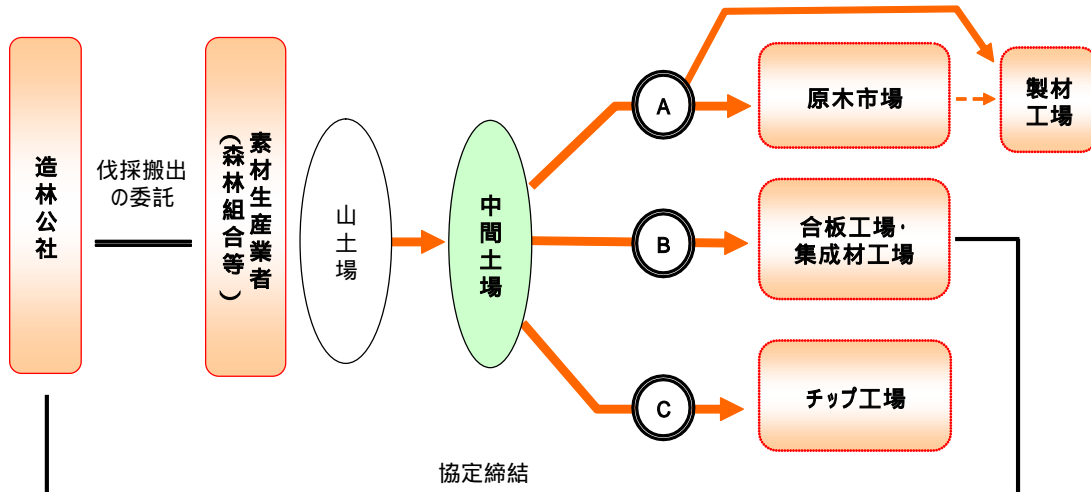 造林公社
伐採搬出
の委託
素材生産業者
(森林組合等)
山土場
中間土場
A
原木市場
製材
工場
B
合板工場・
集成材工場
C
チップ工場
協定締結